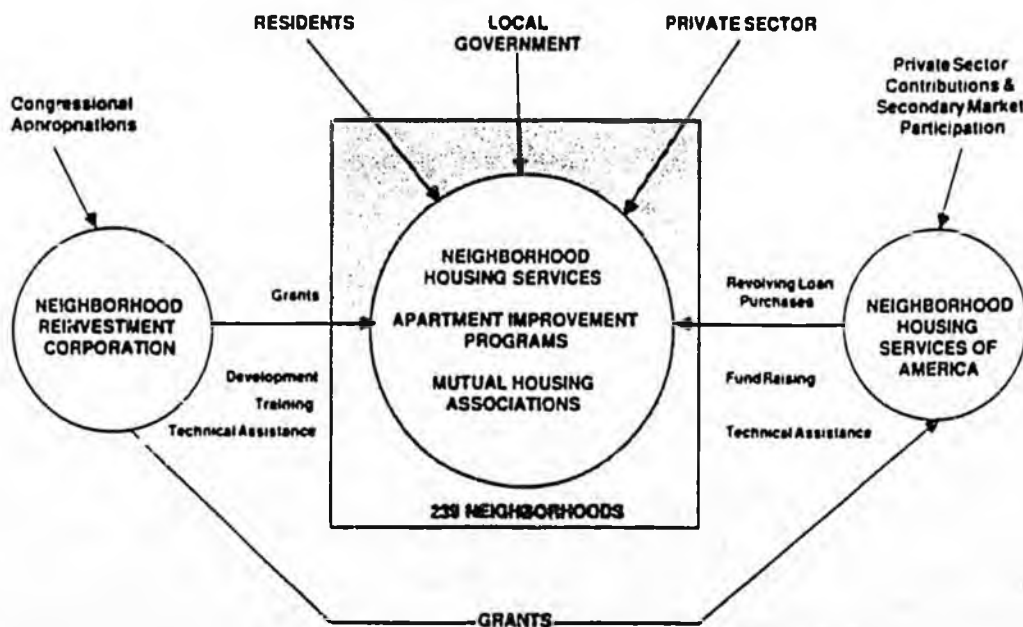 RESIDENTS
LOCAL
GOVERNMENT
PRIVATE SECTOR
Congressional
Appropriations
Private Sector
Contributions &
Secondary Market
Participation
NEIGHBORHOOD
REINVESTMENT
CORPORATION
Grants
Development
Training
Technical Assistance
NEIGHBORHOOD
HOUSING SERVICES
APARTMENT IMPROVEMENT
PROGRAMS
MUTUAL HOUSING
ASSOCIATIONS
239 NEIGHBORHOODS
Revolving Loan
Purchases
Fund Raising
Technical Assistance
NEIGHBORHOOD
HOUSING
SERVICES OF
AMERICA
GRANTS